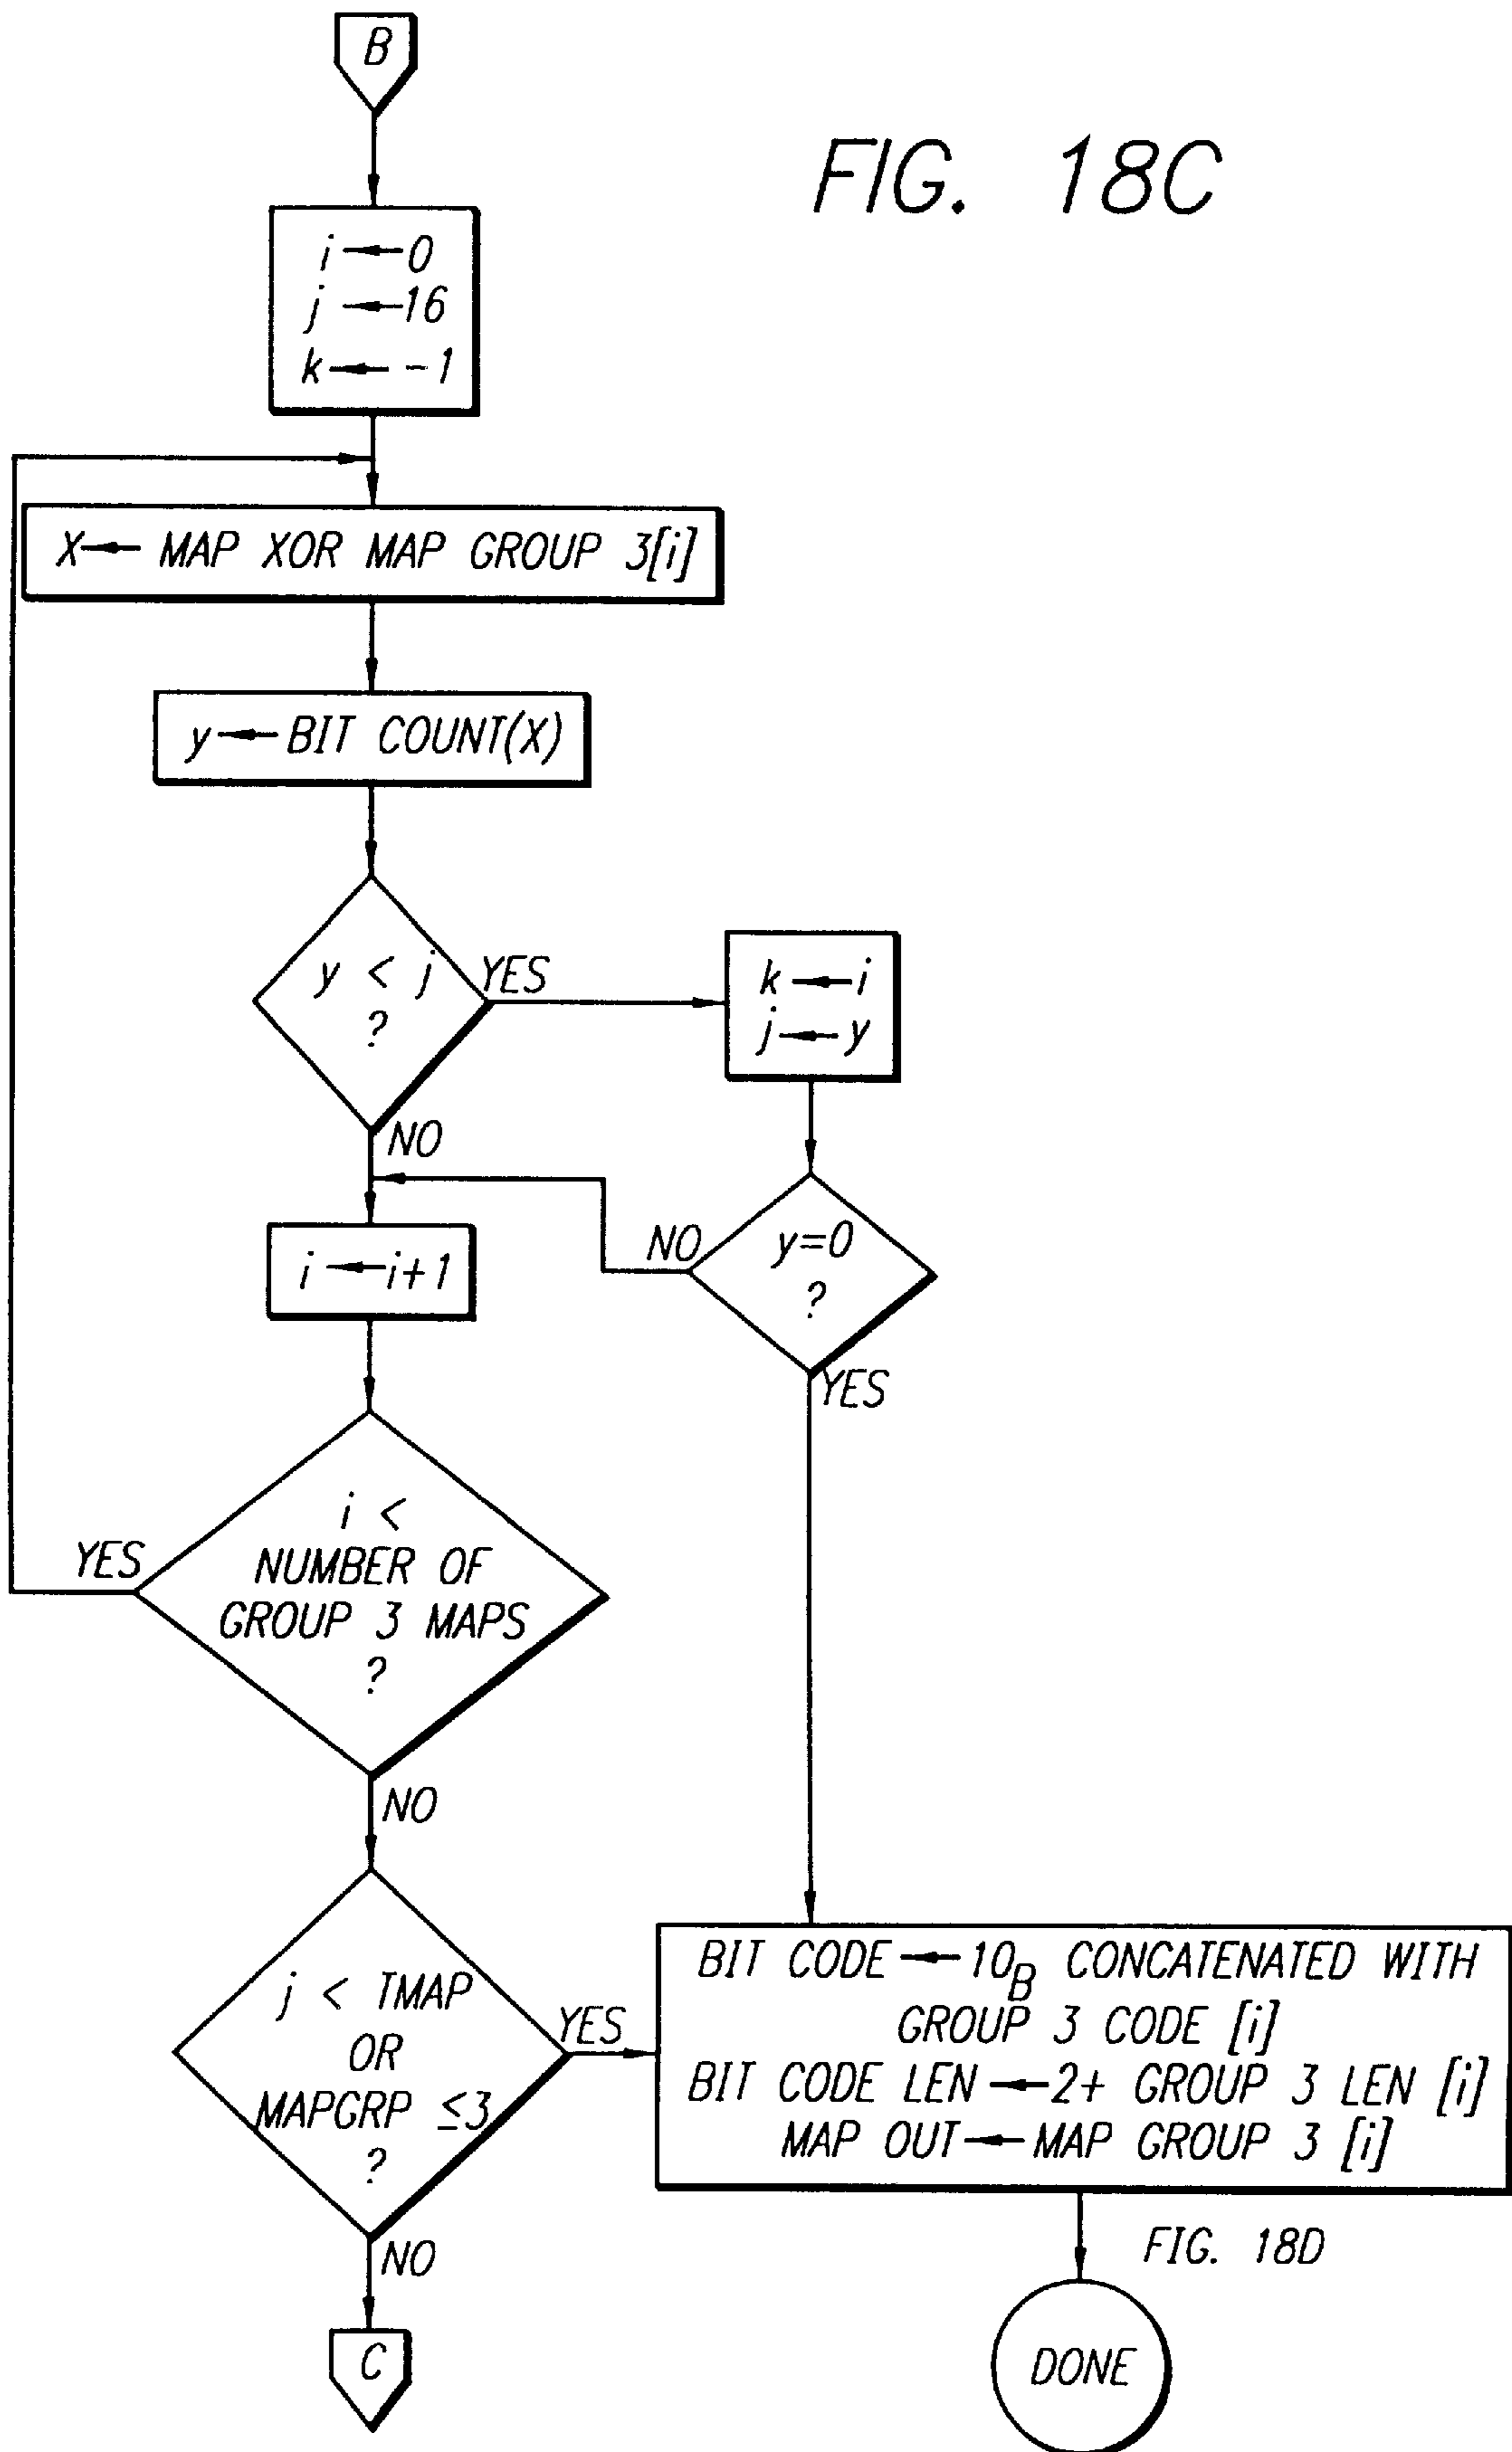 B
FIG. 18C
i ← 0
j ← 16
k ← -1
X ← MAP XOR MAP GROUP 3[i]
y ← BIT COUNT(X)
y < j
?
YES
k ← i
j ← y
NO
NO
y=0
?
i ← i+1
YES
i <
NUMBER OF
GROUP 3 MAPS
?
YES
NO
j < TMAP
OR
MAPGRP ≤3
?
YES
BIT CODE ← 10B CONCATENATED WITH
GROUP 3 CODE [i]
BIT CODE LEN ← 2+ GROUP 3 LEN [i]
MAP OUT ← MAP GROUP 3 [i]
NO
FIG. 18D
C
DONE